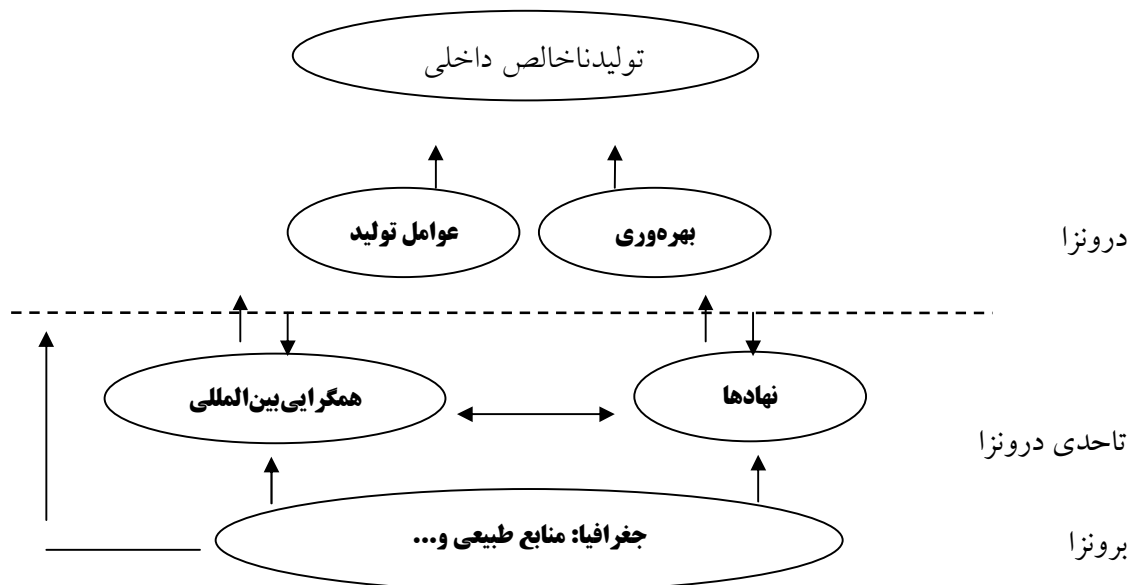 تولیدناخالص داخلی
بهره‌وری
عوامل تولید
درونزا
نهادها
همگرایی‌بین‌المللی
تاحدی درونزا
جغرافیا: منابع طبیعی و...
برونزا